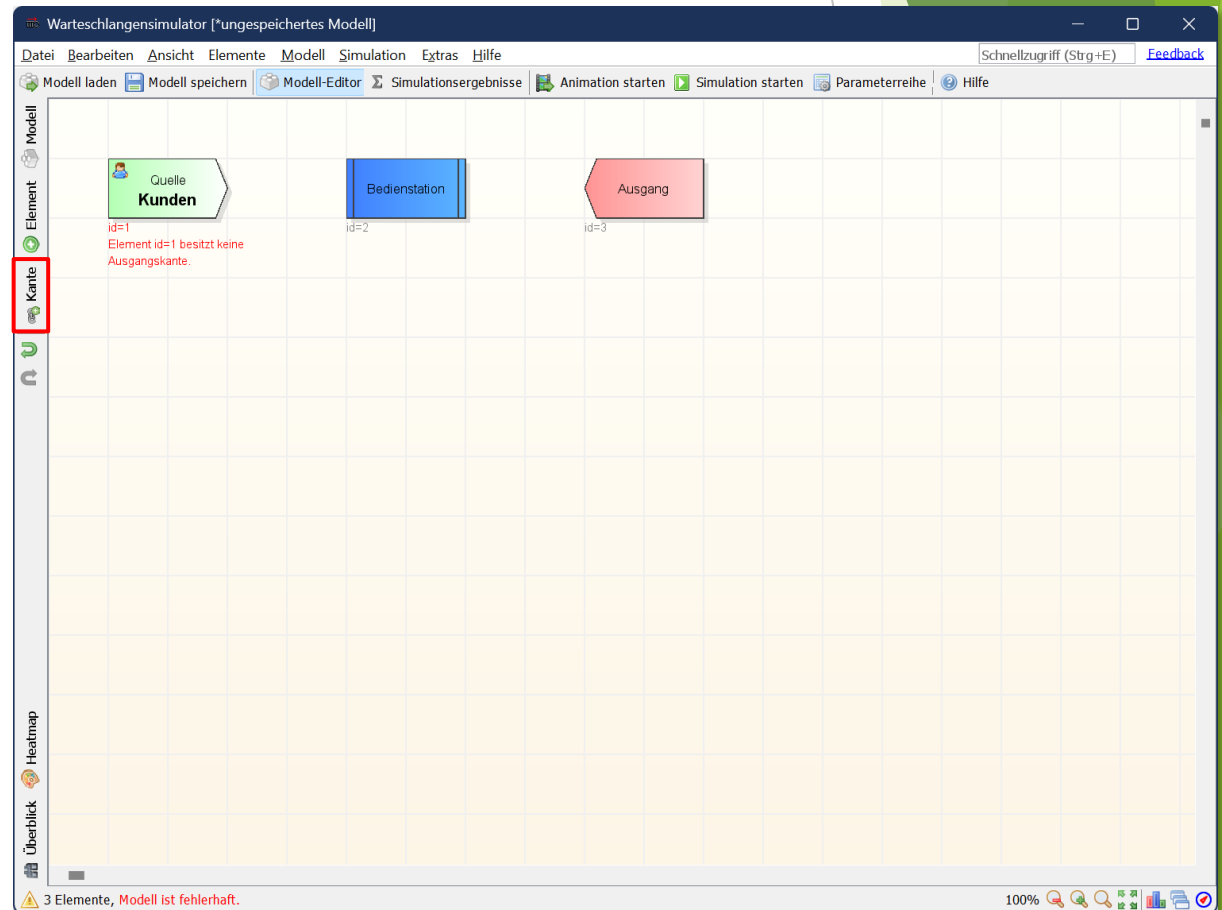 Warteschlangensimulator [*ungespeichertes Modell]
Datei Bearbeiten Ansicht Elemente Modell Simulation Extras Hilfe
Schnellzugriff (Strg+E) Feedback
Modell laden Modell speichern Modell-Editor Σ Simulationsergebnisse Animation starten Simulation starten Parameterreihe Hilfe
Modell
Element
Kante
Quelle
Kunden
id=1
Element id=1 besitzt keine
Ausgangskante.
Bedienstation
id=2
Ausgang
id=3
Heatmap
Überblick
3 Elemente, Modell ist fehlerhaft.
100%